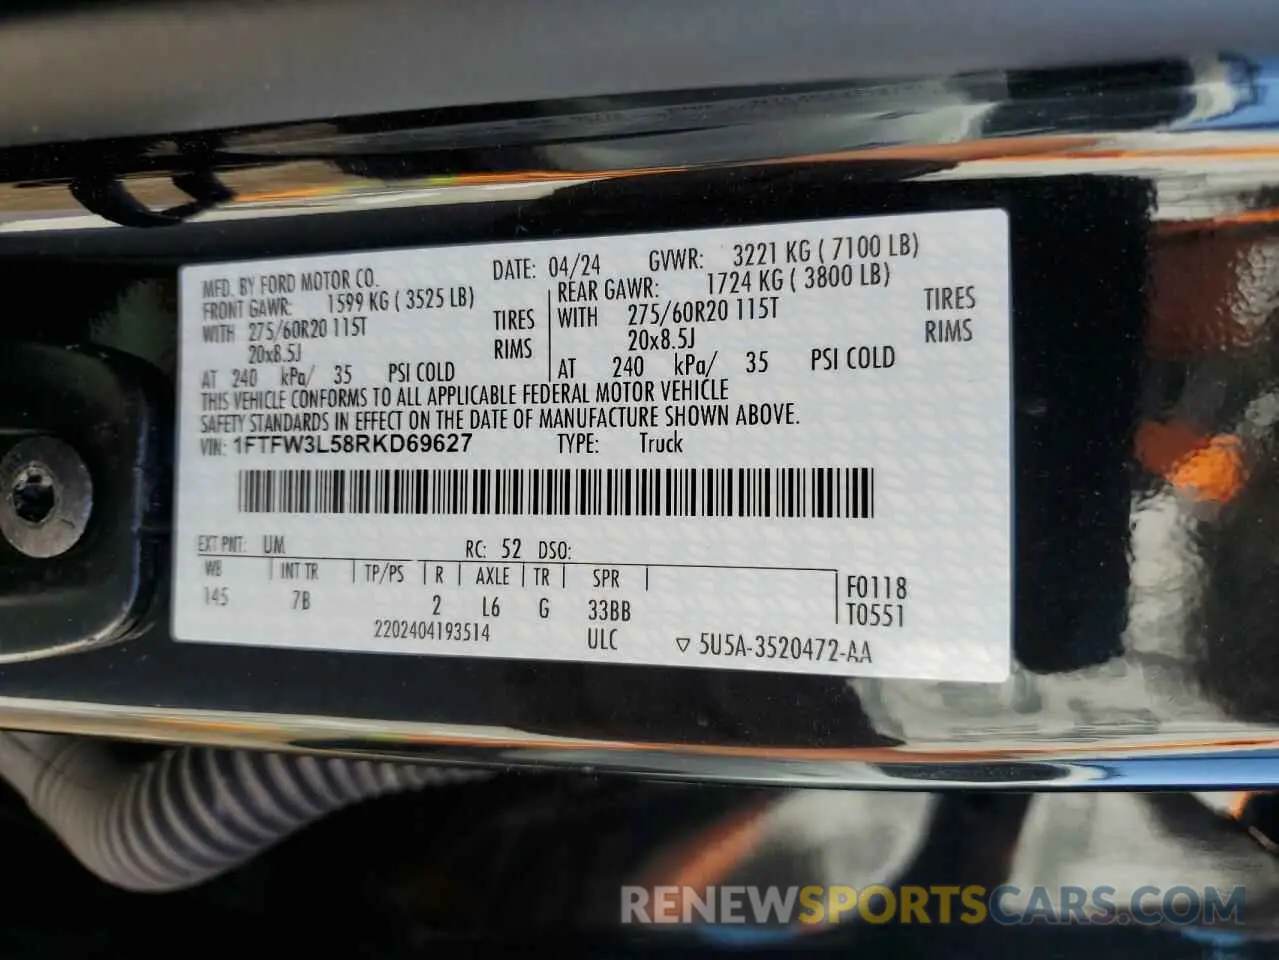 MFD. BY FORD MOTOR CO. DATE: 04/24 GVWR: 3221 KG ( 7100 LB)
FRONT GAWR: 1599 KG ( 3525 LB) REAR GAWR: 1724 KG ( 3800 LB)
WITH 275/60R20 115T TIRES WITH 275/60R20 115T TIRES
20x8.5J RIMS 20x8.5J RIMS
AT 240 kPa/ 35 PSI COLD AT 240 kPa/ 35 PSI COLD
THIS VEHICLE CONFORMS TO ALL APPLICABLE FEDERAL MOTOR VEHICLE
SAFETY STANDARDS IN EFFECT ON THE DATE OF MANUFACTURE SHOWN ABOVE.
VIN: 1FTFW3L58RKD69627 TYPE: Truck
EXT PNT: UM RC: 52 DSO:
WB INT TR TP/PS R AXLE TR SPR F0118
145 7B 2 L6 G 33BB T0551
2202404193514 ULC ▽ 5U5A-3520472-AA
RENEWSPORTSCARS.COM